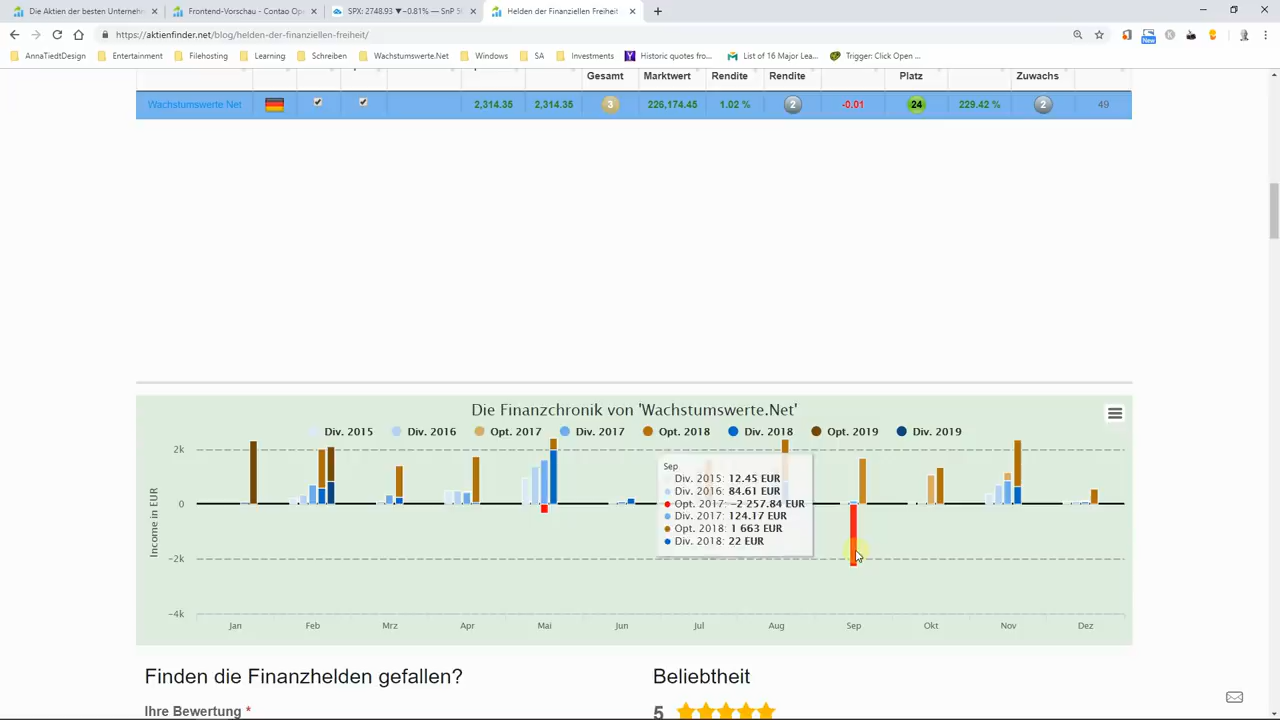 Die Aktien der besten Unterneh
Frontend-Vorschau - Contao Op
SPX: 2748.93 ▼−0.81% — SnP 5
Helden der Finanziellen Freiheit
https://aktienfinder.net/blog/helden-der-finanziellen-freiheit/
AnnaTiedtDesign
Entertainment
Filehosting
Learning
Schreiben
Wachstumswerte.Net
Windows
SA
Investments
Historic quotes fro...
List of 16 Major Lea...
Trigger: Click Open ...
New
Gesamt Marktwert Rendite Rendite Platz Zuwachs
Wachstumswerte.Net 2,314.35 2,314.35 3 226,174.45 1.02 % 2 -0.01 24 229.42 % 2 49
Die Finanzchronik von 'Wachstumswerte.Net'
Div. 2015 Div. 2016 Opt. 2017 Div. 2017 Opt. 2018 Div. 2018 Opt. 2019 Div. 2019
Income in EUR
2k
0
-2k
-4k
Sep
Div. 2015: 12.45 EUR
Div. 2016: 84.61 EUR
Opt. 2017: −2 257.84 EUR
Div. 2017: 124.17 EUR
Opt. 2018: 1 663 EUR
Div. 2018: 22 EUR
Jan Feb Mrz Apr Mai Jun Jul Aug Sep Okt Nov Dez
Finden die Finanzhelden gefallen?
Beliebtheit
Ihre Bewertung *
5